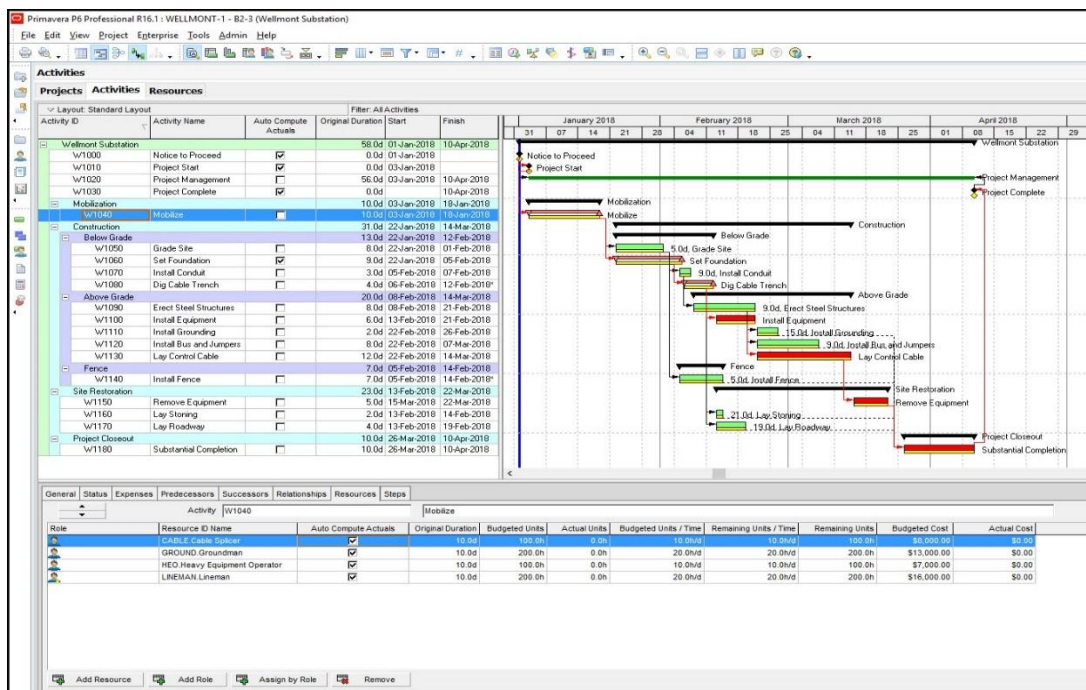 Primavera P6 Professional R16.1 : WELLMONT-1 - B2-3 (Wellmont Substation)
File Edit View Project Enterprise Tools Admin Help
Activities
Projects Activities Resources
Layout: Standard Layout Filter: All Activities
Activity ID Activity Name Auto Compute Actuals Original Duration Start Finish
January 2018 February 2018 March 2018 April 2018
31 07 14 21 28 04 11 18 25 04 11 18 25 01 08 15 22 29
Wellmont Substation 58.0d 01-Jan-2018 10-Apr-2018 Wellmont Substation
W1000 Notice to Proceed 0.0d 01-Jan-2018 Notice to Proceed
W1010 Project Start 0.0d 03-Jan-2018 Project Start
W1020 Project Management 56.0d 03-Jan-2018 10-Apr-2018 Project Management
W1030 Project Complete 0.0d 10-Apr-2018 Project Complete
Mobilization 10.0d 03-Jan-2018 18-Jan-2018 Mobilization
W1040 Mobilize 10.0d 03-Jan-2018 18-Jan-2018 Mobilize
Construction 31.0d 22-Jan-2018 14-Mar-2018 Construction
Below Grade 13.0d 22-Jan-2018 12-Feb-2018 Below Grade
W1050 Grade Site 8.0d 22-Jan-2018 01-Feb-2018 5.0d, Grade Site
W1060 Set Foundation 9.0d 22-Jan-2018 05-Feb-2018 Set Foundation
W1070 Install Conduit 3.0d 05-Feb-2018 07-Feb-2018 9.0d, Install Conduit
W1080 Dig Cable Trench 4.0d 06-Feb-2018 12-Feb-2018* Dig Cable Trench
Above Grade 20.0d 08-Feb-2018 14-Mar-2018 Above Grade
W1090 Erect Steel Structures 8.0d 08-Feb-2018 21-Feb-2018 9.0d, Erect Steel Structures
W1100 Install Equipment 6.0d 13-Feb-2018 21-Feb-2018 Install Equipment
W1110 Install Grounding 2.0d 22-Feb-2018 26-Feb-2018 15.0d, Install Grounding
W1120 Install Bus and Jumpers 8.0d 22-Feb-2018 07-Mar-2018 9.0d, Install Bus and Jumpers
W1130 Lay Control Cable 12.0d 22-Feb-2018 14-Mar-2018 Lay Control Cable
Fence 7.0d 05-Feb-2018 14-Feb-2018 Fence
W1140 Install Fence 7.0d 05-Feb-2018 14-Feb-2018* 5.0d, Install Fence
Site Restoration 23.0d 13-Feb-2018 22-Mar-2018 Site Restoration
W1150 Remove Equipment 5.0d 15-Mar-2018 22-Mar-2018 Remove Equipment
W1160 Lay Stoning 2.0d 13-Feb-2018 14-Feb-2018 21.0d, Lay Stoning
W1170 Lay Roadway 4.0d 13-Feb-2018 19-Feb-2018 19.0d, Lay Roadway
Project Closeout 10.0d 26-Mar-2018 10-Apr-2018 Project Closeout
W1180 Substantial Completion 10.0d 26-Mar-2018 10-Apr-2018 Substantial Completion
General Status Expenses Predecessors Successors Relationships Resources Steps
Activity W1040 Mobilize
Role Resource ID Name Auto Compute Actuals Original Duration Budgeted Units Actual Units Budgeted Units / Time Remaining Units / Time Remaining Units Budgeted Cost Actual Cost
CABLE.Cable Splicer 10.0d 100.0h 0.0h 10.0h/d 10.0h/d 100.0h $8,000.00 $0.00
GROUND.Groundman 10.0d 200.0h 0.0h 20.0h/d 20.0h/d 200.0h $13,000.00 $0.00
HEO.Heavy Equipment Operator 10.0d 100.0h 0.0h 10.0h/d 10.0h/d 100.0h $7,000.00 $0.00
LINEMAN.Lineman 10.0d 200.0h 0.0h 20.0h/d 20.0h/d 200.0h $16,000.00 $0.00
Add Resource Add Role Assign by Role Remove